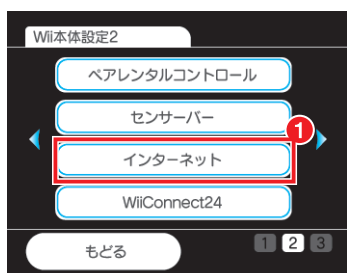 Wii本体設定2
ペアレンタルコントロール
センサーバー
1
インターネット
WiiConnect24
もどる
1 2 3